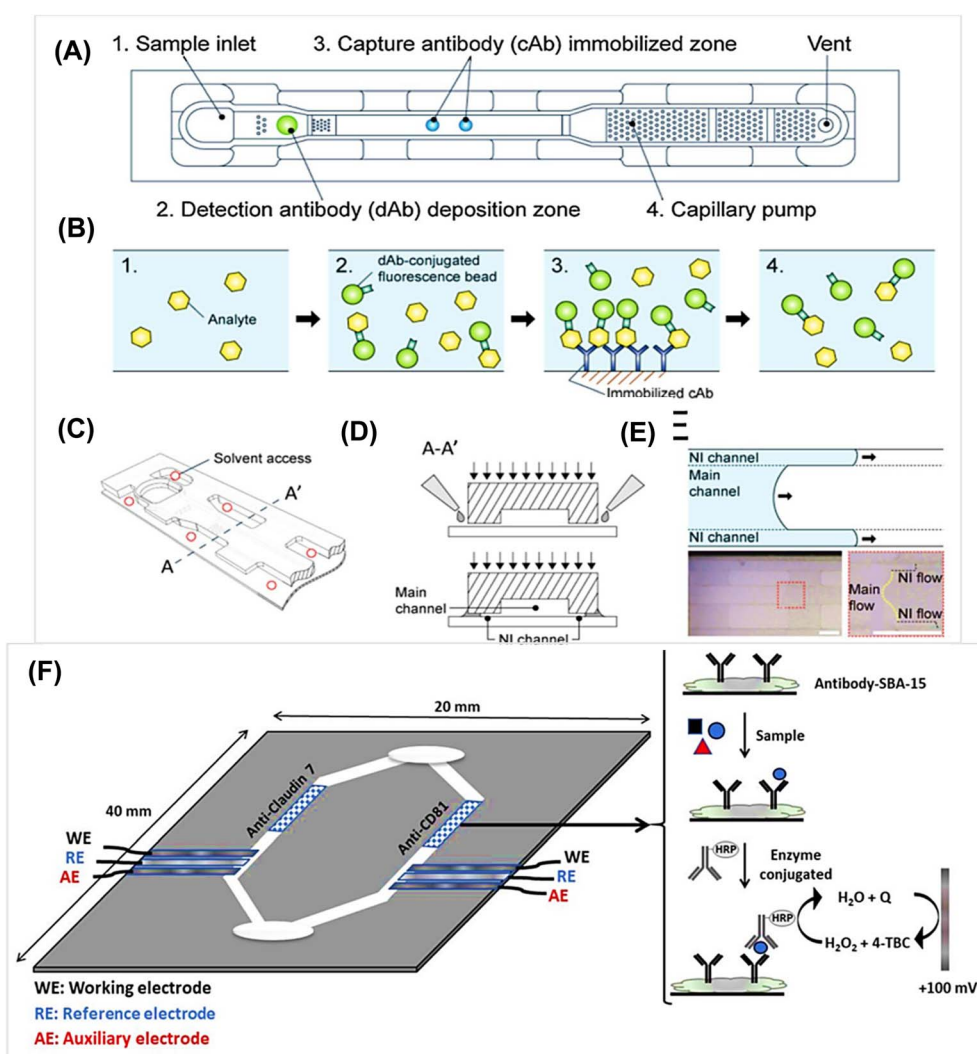 (A)
1. Sample inlet
3. Capture antibody (cAb) immobilized zone
Vent
2. Detection antibody (dAb) deposition zone
4. Capillary pump
(B)
1.
Analyte
2.
dAb-conjugated
fluorescence bead
3.
Immobilized cAb
4.
(C)
Solvent access
A'
A
(D)
A-A'
Main
channel
NI channel
(E)
NI channel
Main
channel
NI channel
Main
flow
NI flow
NI flow
(F)
20 mm
40 mm
Anti-Claudin 7
Anti-CD81
WE
RE
AE
WE
RE
AE
WE: Working electrode
RE: Reference electrode
AE: Auxiliary electrode
Antibody-SBA-15
Sample
HRP
Enzyme
conjugated
HRP
H₂O + Q
H₂O₂ + 4-TBC
+100 mV